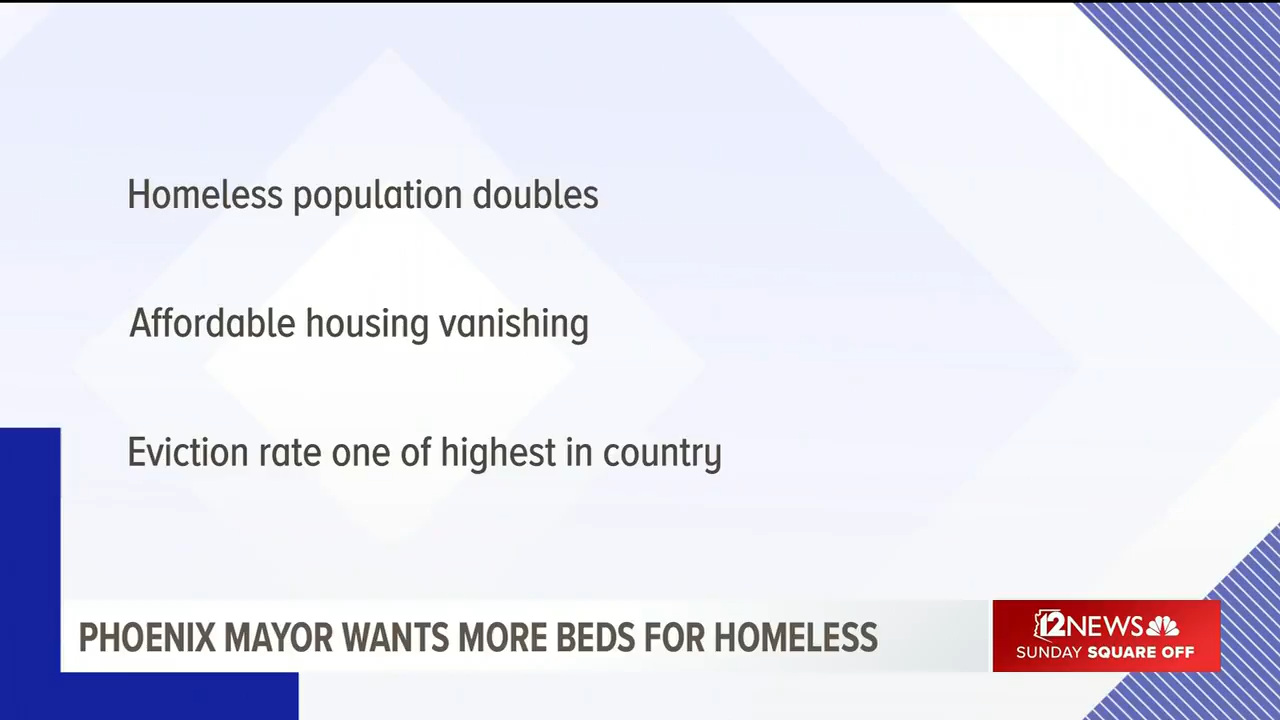 Homeless population doubles
Affordable housing vanishing
Eviction rate one of highest in country
PHOENIX MAYOR WANTS MORE BEDS FOR HOMELESS
12NEWS
SUNDAY SQUARE OFF